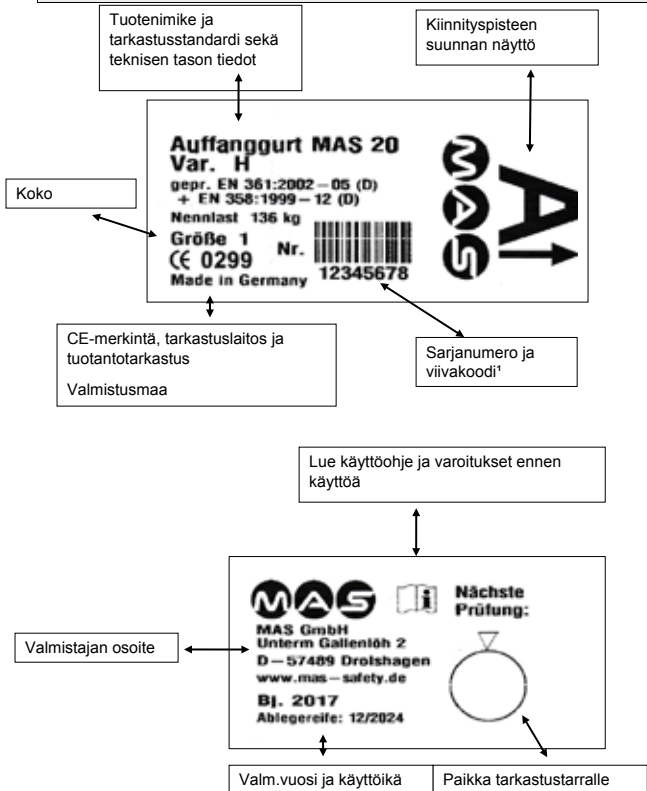 Tuotenimike ja
tarkastusstandardi sekä
teknisen tason tiedot
Kiinnityspisteen
suunnan näyttö
Auffanggurt MAS 20
Var. H
gepr. EN 361:2002-05 (D)
+ EN 358:1999-12 (D)
Nennlast 136 kg
Größe 1
Nr.
CE 0299
12345678
Made in Germany
MAS
A
Koko
CE-merkintä, tarkastuslaitos ja
tuotantotarkastus
Valmistusmaa
Sarjanumero ja
viivakoodi¹
Lue käyttöohje ja varoitukset ennen
käyttöä
MAS
i
Nächste
Prüfung:
MAS GmbH
Unterm Gallenlöh 2
D-57489 Drolshagen
www.mas-safety.de
Bj. 2017
Ablegereife: 12/2024
Valmistajan osoite
Valm.vuosi ja käyttöikä
Paikka tarkastustarralle